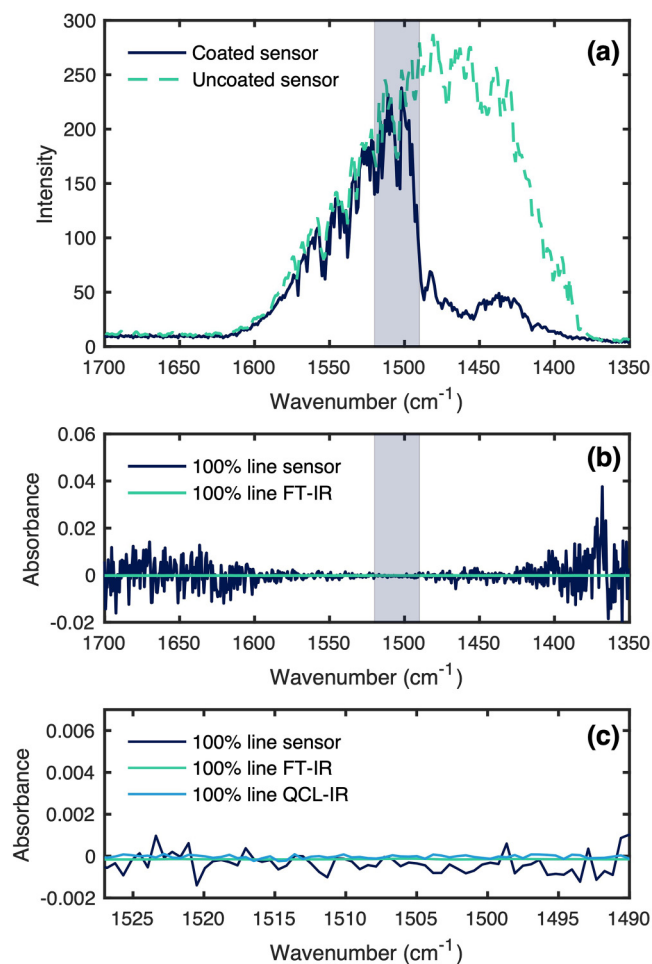 300
250
200
150
100
50
0
Intensity
Coated sensor
Uncoated sensor
(a)
1700 1650 1600 1550 1500 1450 1400 1350
Wavenumber (cm-1)
0.06
0.04
0.02
0
-0.02
Absorbance
100% line sensor
100% line FT-IR
(b)
1700 1650 1600 1550 1500 1450 1400 1350
Wavenumber (cm-1)
0.006
0.004
0.002
0
-0.002
Absorbance
100% line sensor
100% line FT-IR
100% line QCL-IR
(c)
1525 1520 1515 1510 1505 1500 1495 1490
Wavenumber (cm-1)